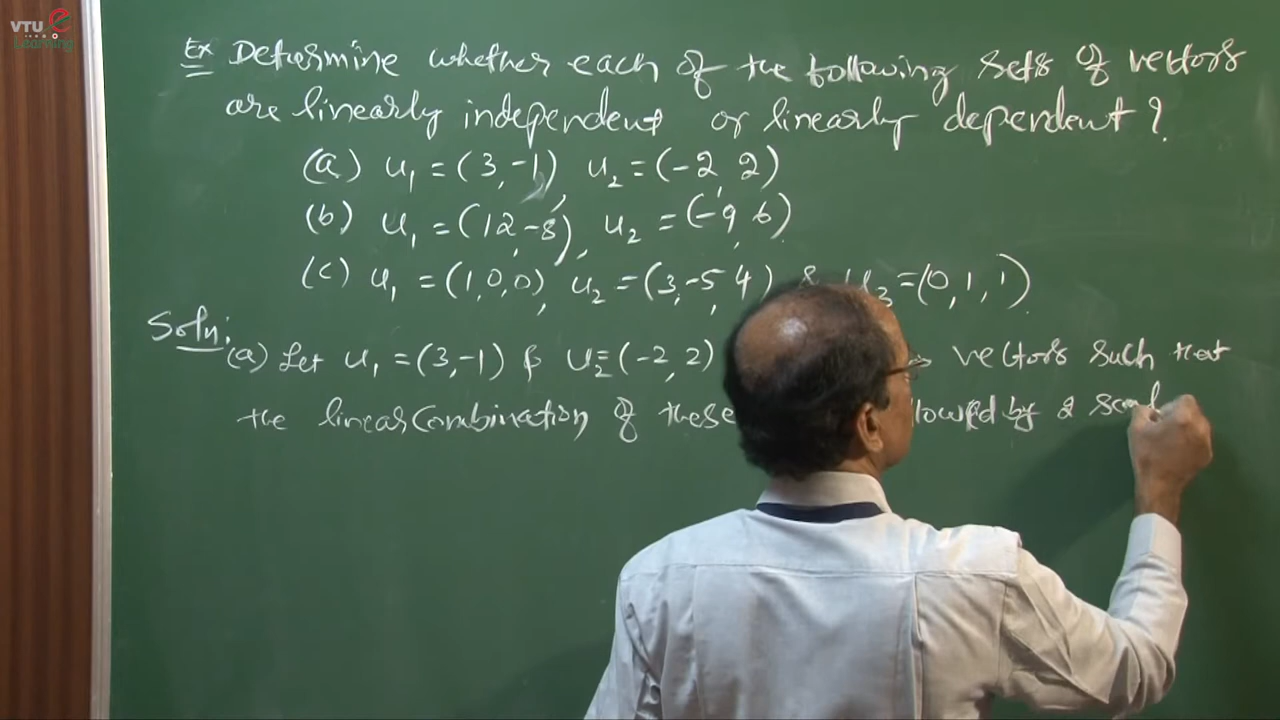 VTU e
Learning
Ex Determine whether each of the following sets of vectors
are linearly independent or linearly dependent?
(a) u₁ = (3,-1), u₂ = (-2, 2)
(b) u₁ = (12,-8), u₂ = (-9, 6)
(c) u₁ = (1,0,0), u₂ = (3,-5,4) & u₃ = (0,1,1)
Soln:
(a) Let u₁ = (3,-1) & u₂ = (-2, 2) vectors such that
the linear Combination of these by 2